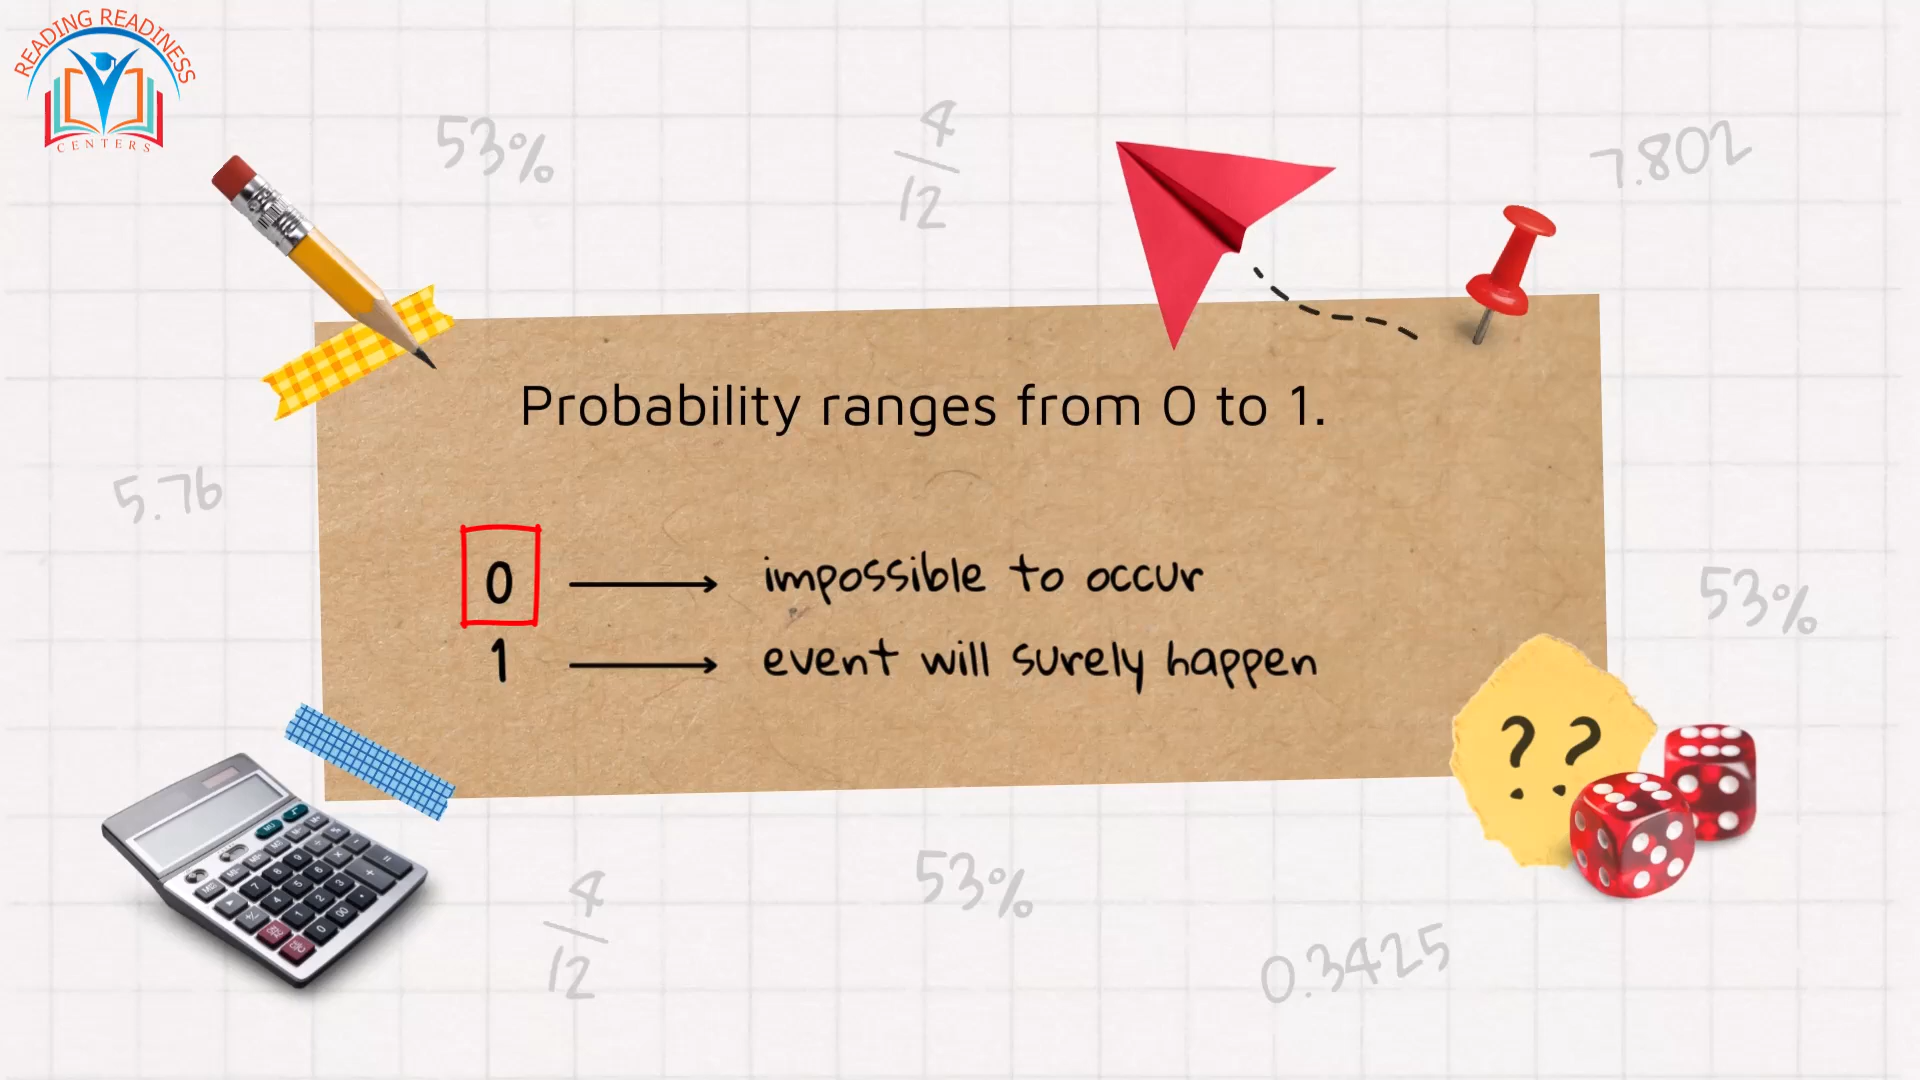 READING READINESS
CENTERS
53%
4
12
7.802
Probability ranges from 0 to 1.
5.76
0 impossible to occur
53%
1 event will surely happen
? ?
4
12
53%
0.3425